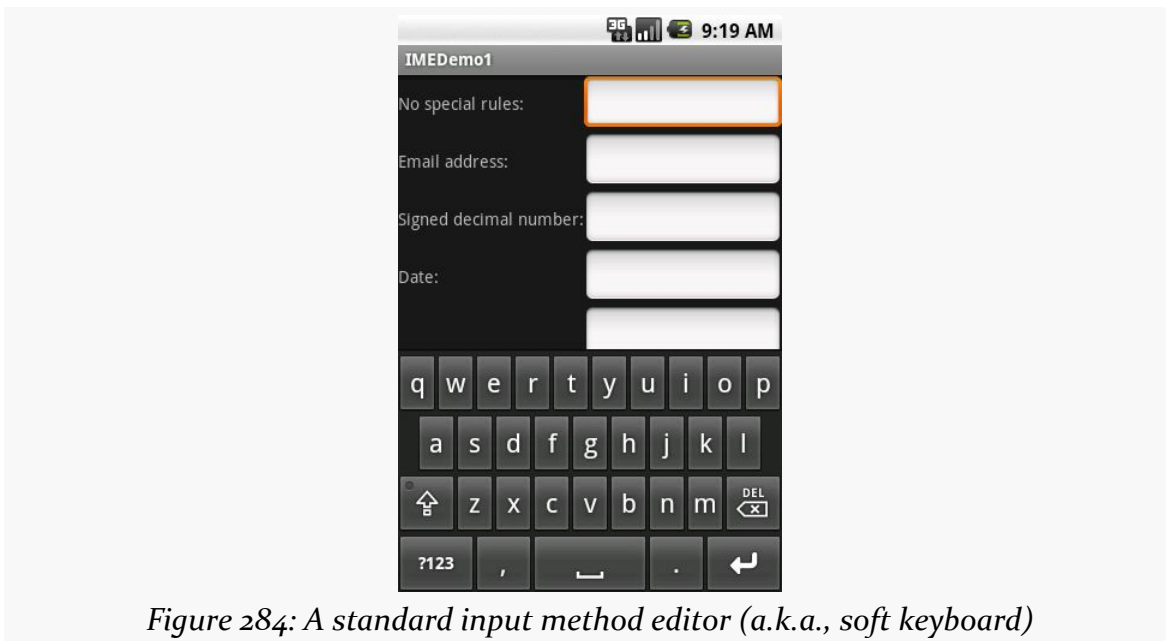 3G 9:19 AM
IMEDemo1
No special rules:
Email address:
Signed decimal number:
Date:
q w e r t y u i o p
a s d f g h j k l
z x c v b n m DEL
?123 , .
Figure 284: A standard input method editor (a.k.a., soft keyboard)